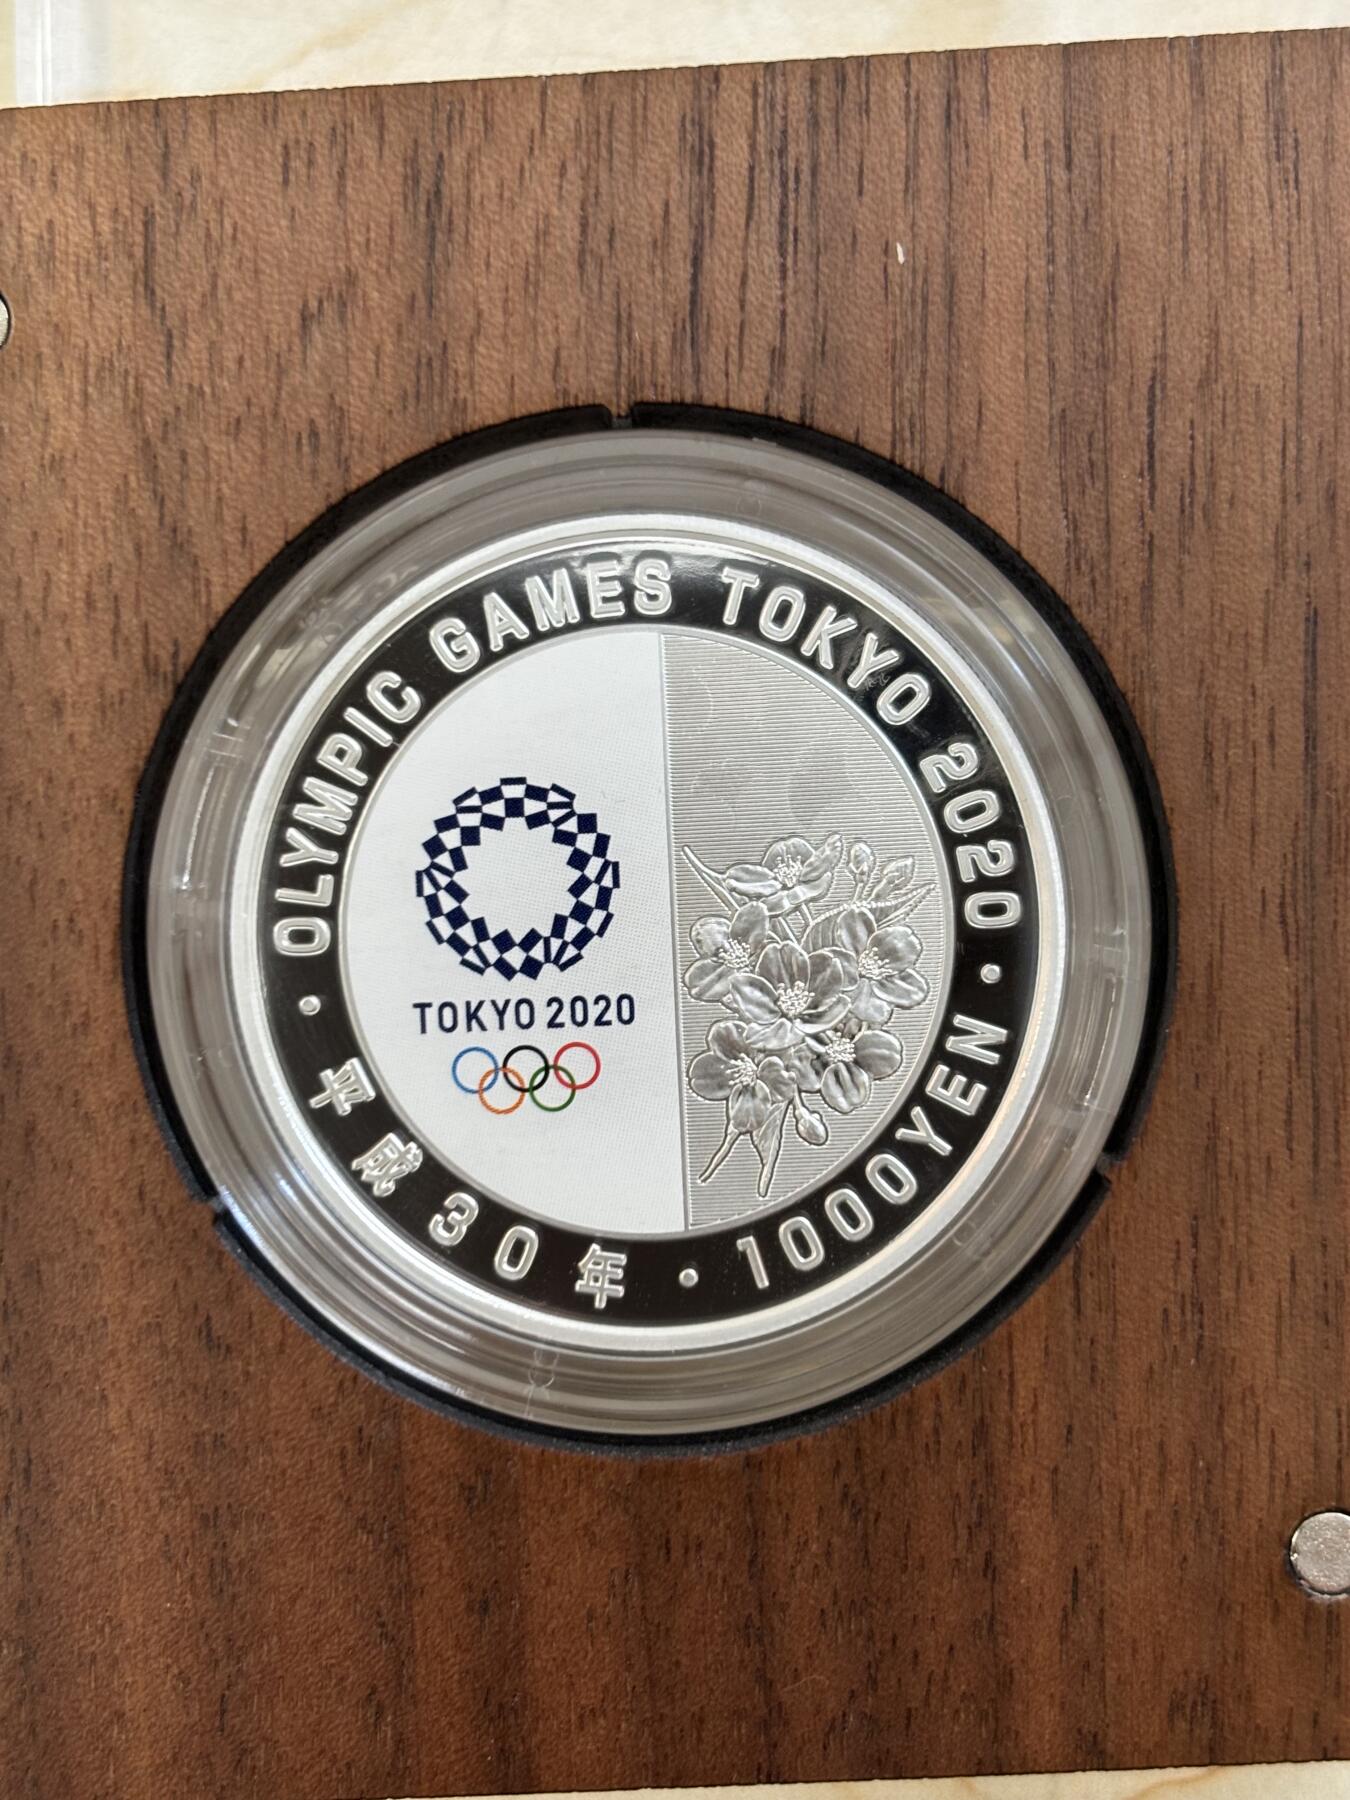 OLYMPIC GAMES TOKYO 2020
TOKYO 2020
平成30年・1000YEN